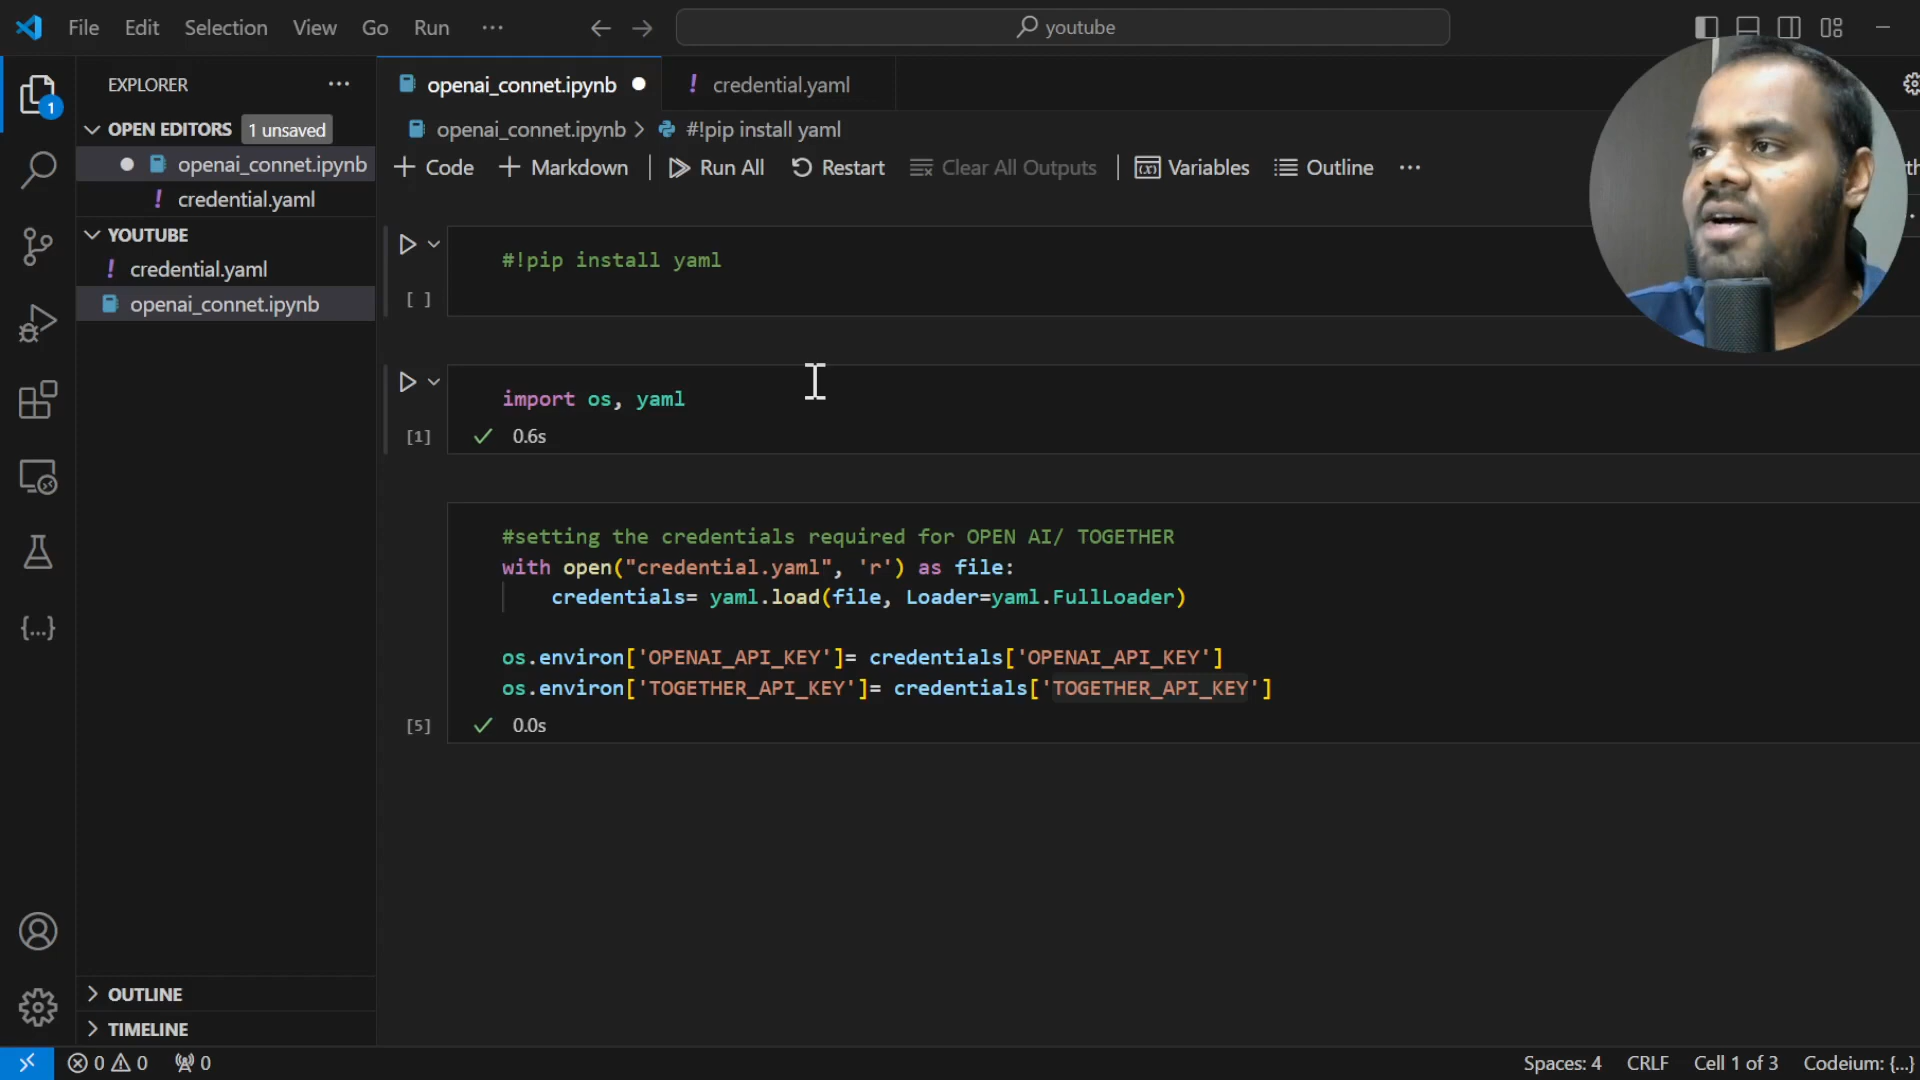 File Edit Selection View Go Run ··· ← → youtube
EXPLORER ···
1
OPEN EDITORS 1 unsaved
openai_connet.ipynb
! credential.yaml
YOUTUBE
! credential.yaml
openai_connet.ipynb
OUTLINE
TIMELINE
openai_connet.ipynb ● ! credential.yaml
openai_connet.ipynb > #!pip install yaml
+ Code + Markdown | Run All Restart Clear All Outputs | Variables Outline ···
#!pip install yaml
[ ]
import os, yaml
[1] ✓ 0.6s
#setting the credentials required for OPEN AI/ TOGETHER
with open("credential.yaml", 'r') as file:
    credentials= yaml.load(file, Loader=yaml.FullLoader)
os.environ['OPENAI_API_KEY']= credentials['OPENAI_API_KEY']
os.environ['TOGETHER_API_KEY']= credentials['TOGETHER_API_KEY']
[5] ✓ 0.0s
0 0 0 Spaces: 4 CRLF Cell 1 of 3 Codeium: {...}